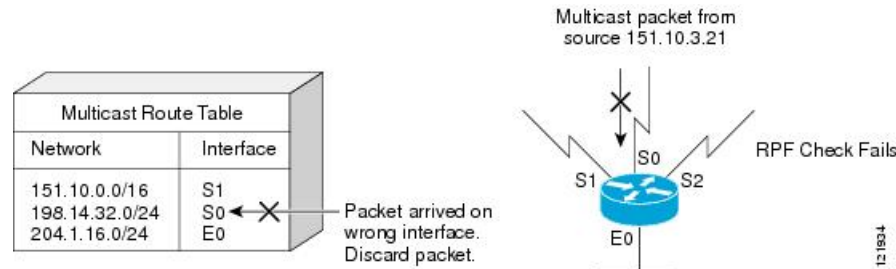 Multicast packet from
source 151.10.3.21
Multicast Route Table
Network Interface
151.10.0.0/16 S1
198.14.32.0/24 S0
204.1.16.0/24 E0
Packet arrived on
wrong interface.
Discard packet.
S0
S1
S2
E0
RPF Check Fails
121934